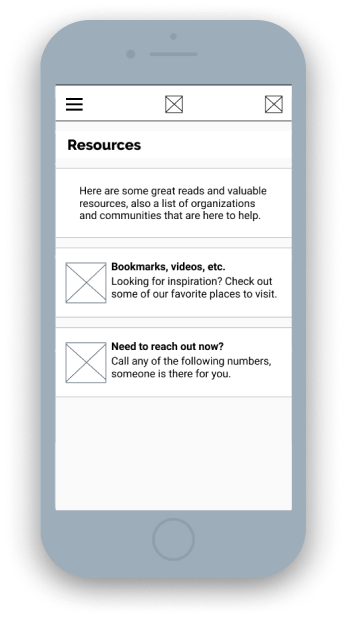 Resources
Here are some great reads and valuable
resources, also a list of organizations
and communities that are here to help.
Bookmarks, videos, etc.
Looking for inspiration? Check out
some of our favorite places to visit.
Need to reach out now?
Call any of the following numbers,
someone is there for you.